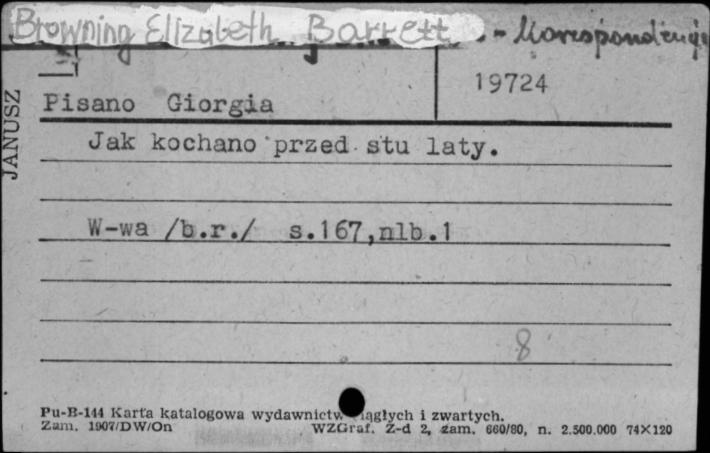 Browning Elizabeth Barrett - Korespondencja
19724
JANUSZ
Pisano Giorgia
Jak kochano przed stu laty.
W-wa /b.r./ s.167,nlb.1
8
Pu-B-144 Karta katalogowa wydawnictw iągłych i zwartych.
Zam. 1907/DW/On WZGraf. Z-d 2, zam. 660/80, n. 2.500.000 74×120